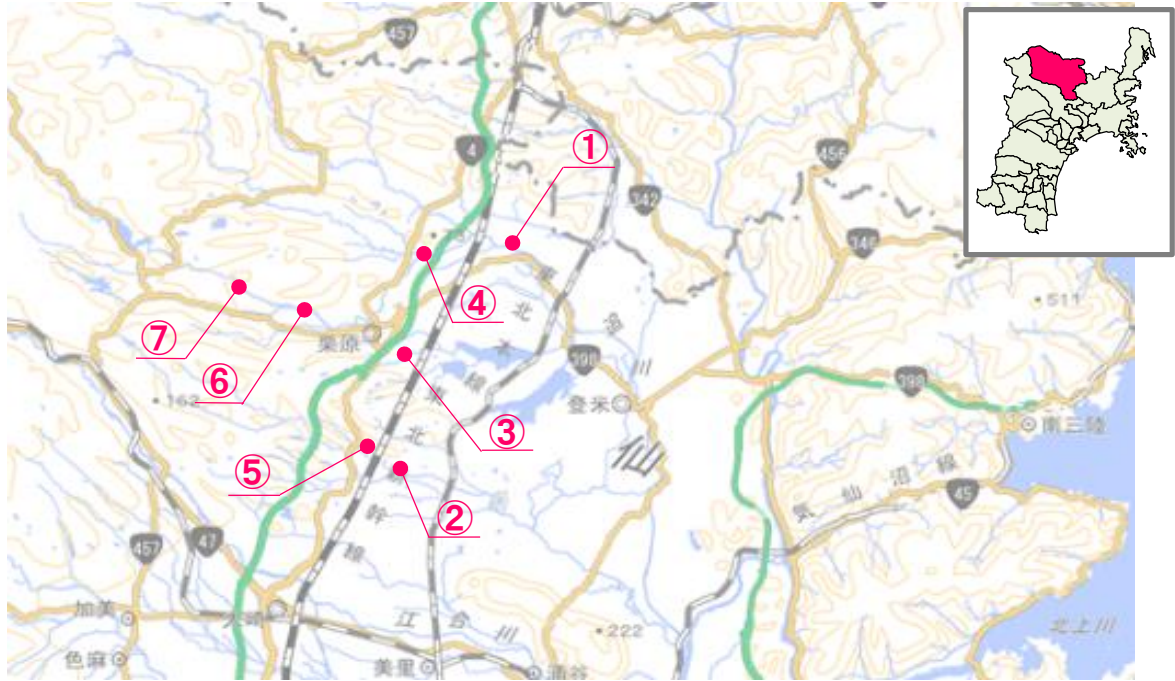 457
4
①
456
342
346
④
511
⑦
東
北
本
線
栗原
⑥
398
登米
398
南三陸
162
③
東
北
新
幹
線
仙
⑤
②
気仙沼線
45
457
47
加美
大崎
江合川
222
北上川
色麻
美里
涌谷